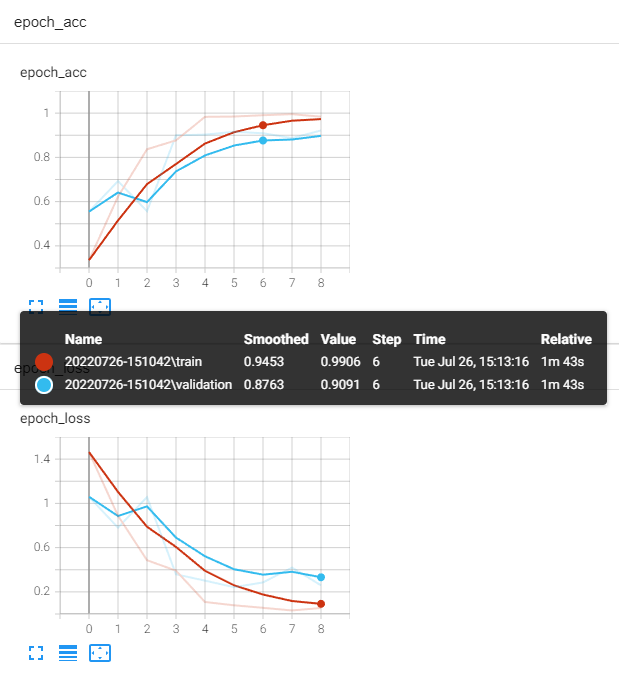 epoch_acc
epoch_acc
1
0.8
0.6
0.4
0 1 2 3 4 5 6 7 8
Name Smoothed Value Step Time Relative
20220726-151042\train 0.9453 0.9906 6 Tue Jul 26, 15:13:16 1m 43s
20220726-151042\validation 0.8763 0.9091 6 Tue Jul 26, 15:13:16 1m 43s
epoch_loss
epoch_loss
1.4
1
0.6
0.2
0 1 2 3 4 5 6 7 8